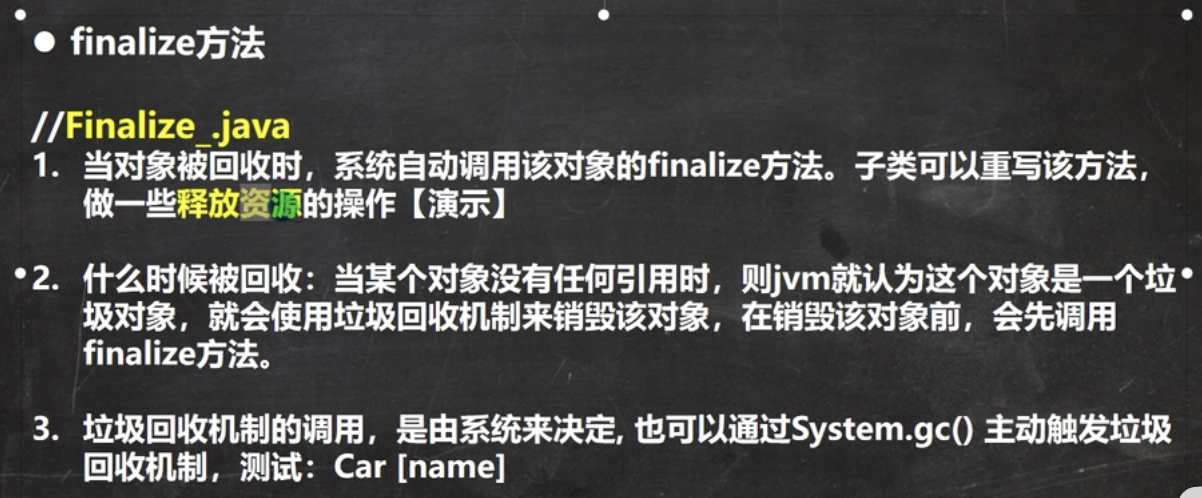 ● finalize方法
//Finalize_.java
1. 当对象被回收时，系统自动调用该对象的finalize方法。子类可以重写该方法，
做一些释放资源的操作【演示】
2. 什么时候被回收：当某个对象没有任何引用时，则jvm就认为这个对象是一个垃
圾对象，就会使用垃圾回收机制来销毁该对象，在销毁该对象前，会先调用
finalize方法。
3. 垃圾回收机制的调用，是由系统来决定, 也可以通过System.gc() 主动触发垃圾
回收机制，测试：Car [name]